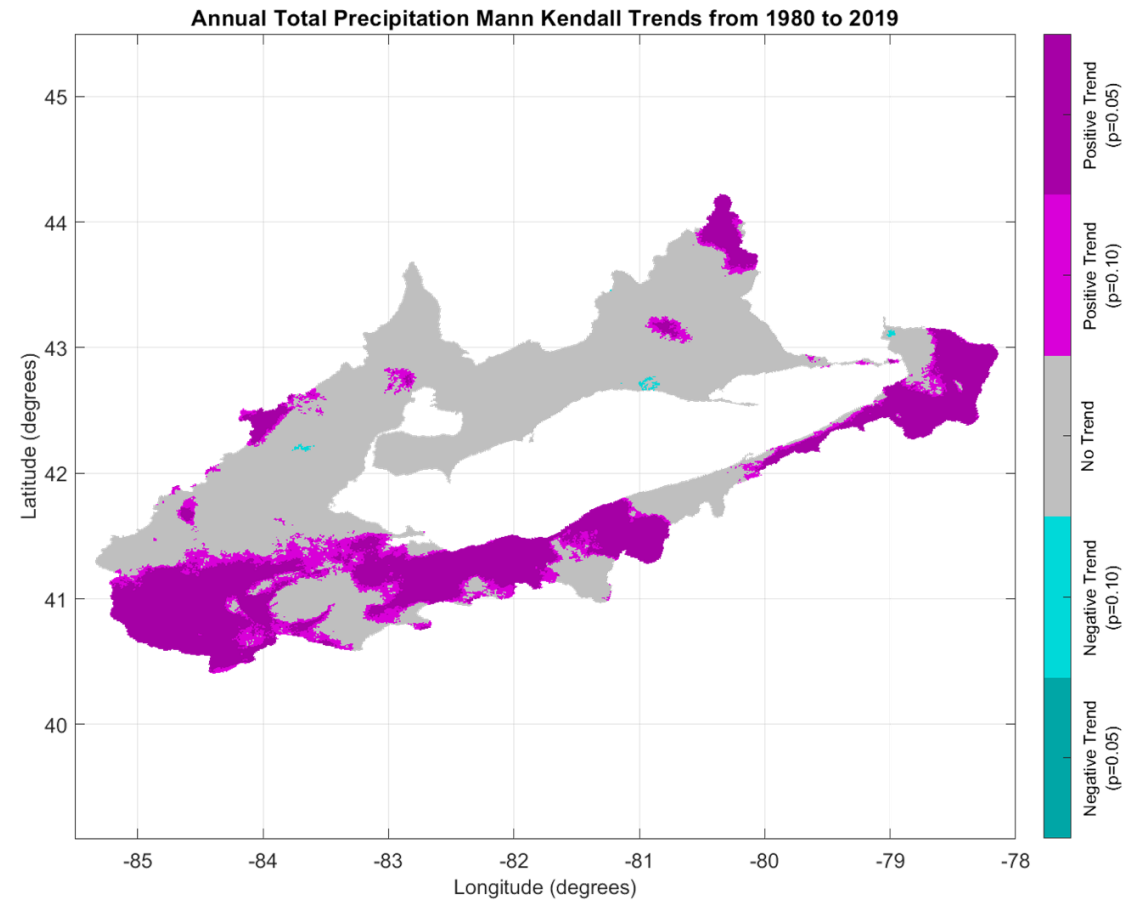 Annual Total Precipitation Mann Kendall Trends from 1980 to 2019
45
44
43
42
41
40
Latitude (degrees)
-85
-84
-83
-82
-81
-80
-79
-78
Longitude (degrees)
Positive Trend
(p=0.05)
Positive Trend
(p=0.10)
No Trend
Negative Trend
(p=0.10)
Negative Trend
(p=0.05)